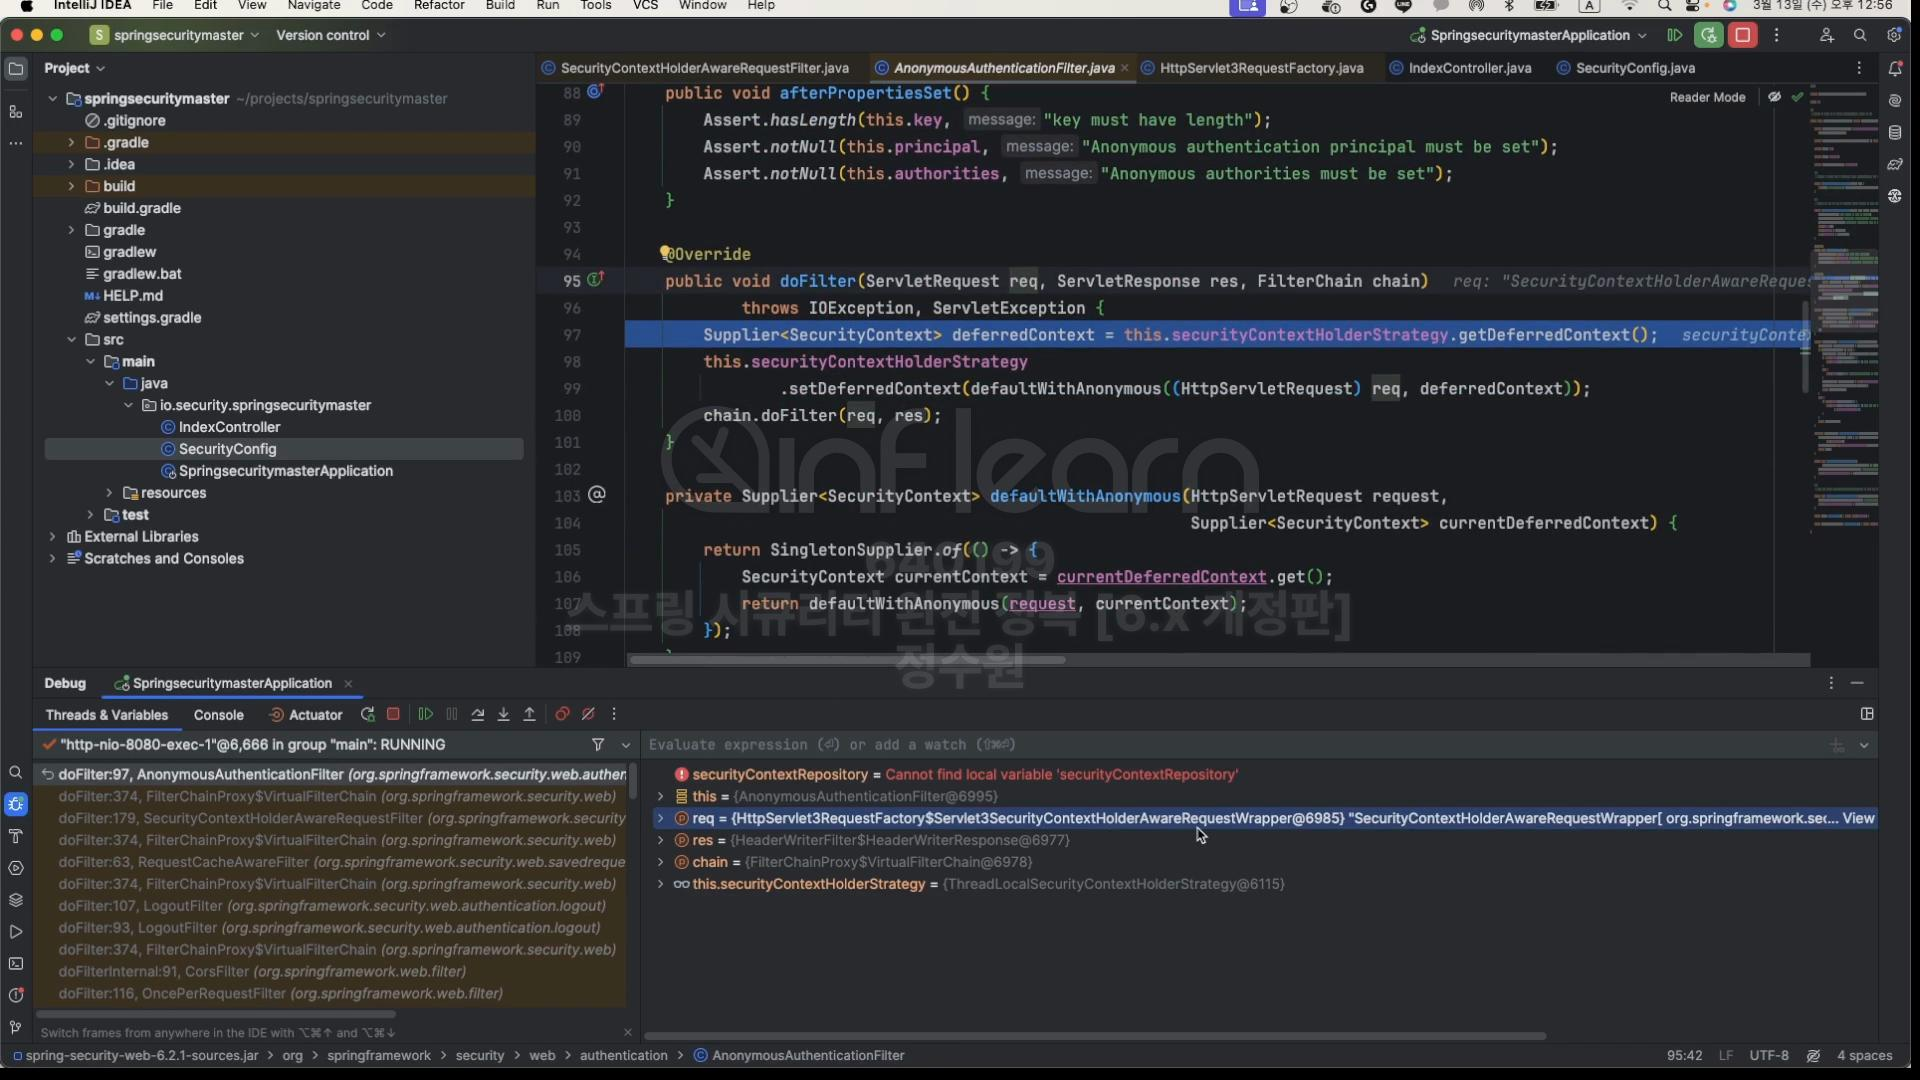 IntelliJ IDEA File Edit View Navigate Code Refactor Build Run Tools VCS Window Help A 3월 13일 (수) 오후 12:56
S springsecuritymaster Version control SpringsecuritymasterApplication
Project SecurityContextHolderAwareRequestFilter.java AnonymousAuthenticationFilter.java HttpServlet3RequestFactory.java IndexController.java SecurityConfig.java
Reader Mode
springsecuritymaster ~/projects/springsecuritymaster
.gitignore
.gradle
.idea
build
build.gradle
gradle
gradlew
gradlew.bat
HELP.md
settings.gradle
src
main
java
io.security.springsecuritymaster
IndexController
SecurityConfig
SpringsecuritymasterApplication
resources
test
External Libraries
Scratches and Consoles
88 public void afterPropertiesSet() {
89 Assert.hasLength(this.key, message: "key must have length");
90 Assert.notNull(this.principal, message: "Anonymous authentication principal must be set");
91 Assert.notNull(this.authorities, message: "Anonymous authorities must be set");
92 }
93
94 @Override
95 public void doFilter(ServletRequest req, ServletResponse res, FilterChain chain) req: "SecurityContextHolderAwareReques
96 throws IOException, ServletException {
97 Supplier<SecurityContext> deferredContext = this.securityContextHolderStrategy.getDeferredContext(); securityConte
98 this.securityContextHolderStrategy
99 .setDeferredContext(defaultWithAnonymous((HttpServletRequest) req, deferredContext));
100 chain.doFilter(req, res);
101 }
102
103 private Supplier<SecurityContext> defaultWithAnonymous(HttpServletRequest request,
104 Supplier<SecurityContext> currentDeferredContext) {
105 return SingletonSupplier.of(() -> {
106 SecurityContext currentContext = currentDeferredContext.get();
107 return defaultWithAnonymous(request, currentContext);
108 });
109
inflearn
640199
스프링 시큐리티 완전 정복 [6.x 개정판]
정수원
Debug SpringsecuritymasterApplication
Threads & Variables Console Actuator
"http-nio-8080-exec-1"@6,666 in group "main": RUNNING
doFilter:97, AnonymousAuthenticationFilter (org.springframework.security.web.authen
doFilter:374, FilterChainProxy$VirtualFilterChain (org.springframework.security.web)
doFilter:179, SecurityContextHolderAwareRequestFilter (org.springframework.security
doFilter:374, FilterChainProxy$VirtualFilterChain (org.springframework.security.web)
doFilter:63, RequestCacheAwareFilter (org.springframework.security.web.savedreque
doFilter:374, FilterChainProxy$VirtualFilterChain (org.springframework.security.web)
doFilter:107, LogoutFilter (org.springframework.security.web.authentication.logout)
doFilter:93, LogoutFilter (org.springframework.security.web.authentication.logout)
doFilter:374, FilterChainProxy$VirtualFilterChain (org.springframework.security.web)
doFilterInternal:91, CorsFilter (org.springframework.web.filter)
doFilter:116, OncePerRequestFilter (org.springframework.web.filter)
Switch frames from anywhere in the IDE with ⌥⌘↑ and ⌥⌘↓
Evaluate expression (⏎) or add a watch (⇧⌘⏎)
securityContextRepository = Cannot find local variable 'securityContextRepository'
this = {AnonymousAuthenticationFilter@6995}
req = {HttpServlet3RequestFactory$Servlet3SecurityContextHolderAwareRequestWrapper@6985} "SecurityContextHolderAwareRequestWrapper[ org.springframework.sec... View
res = {HeaderWriterFilter$HeaderWriterResponse@6977}
chain = {FilterChainProxy$VirtualFilterChain@6978}
this.securityContextHolderStrategy = {ThreadLocalSecurityContextHolderStrategy@6115}
spring-security-web-6.2.1-sources.jar > org > springframework > security > web > authentication > AnonymousAuthenticationFilter 95:42 LF UTF-8 4 spaces